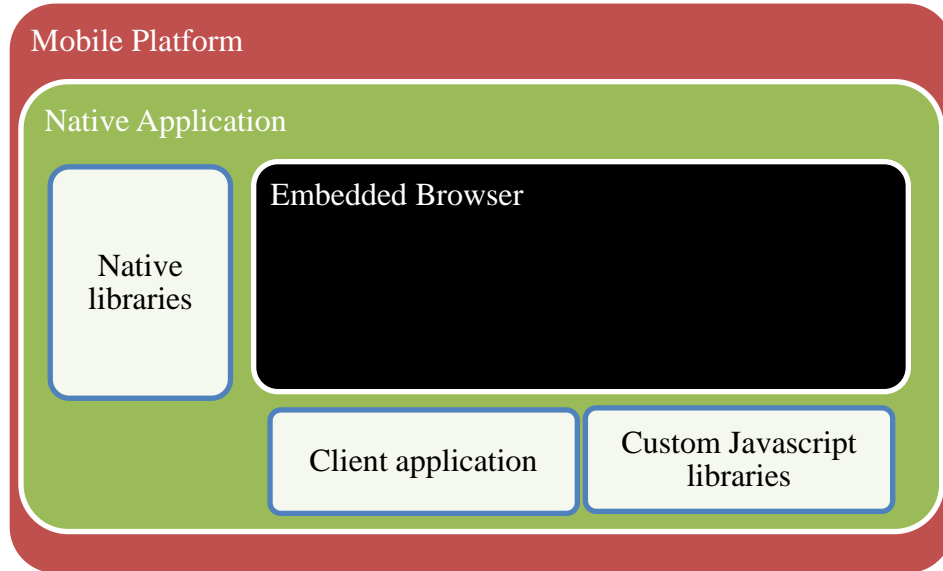 Mobile Platform
Native Application
Embedded Browser
Native
libraries
Client application
Custom Javascript
libraries